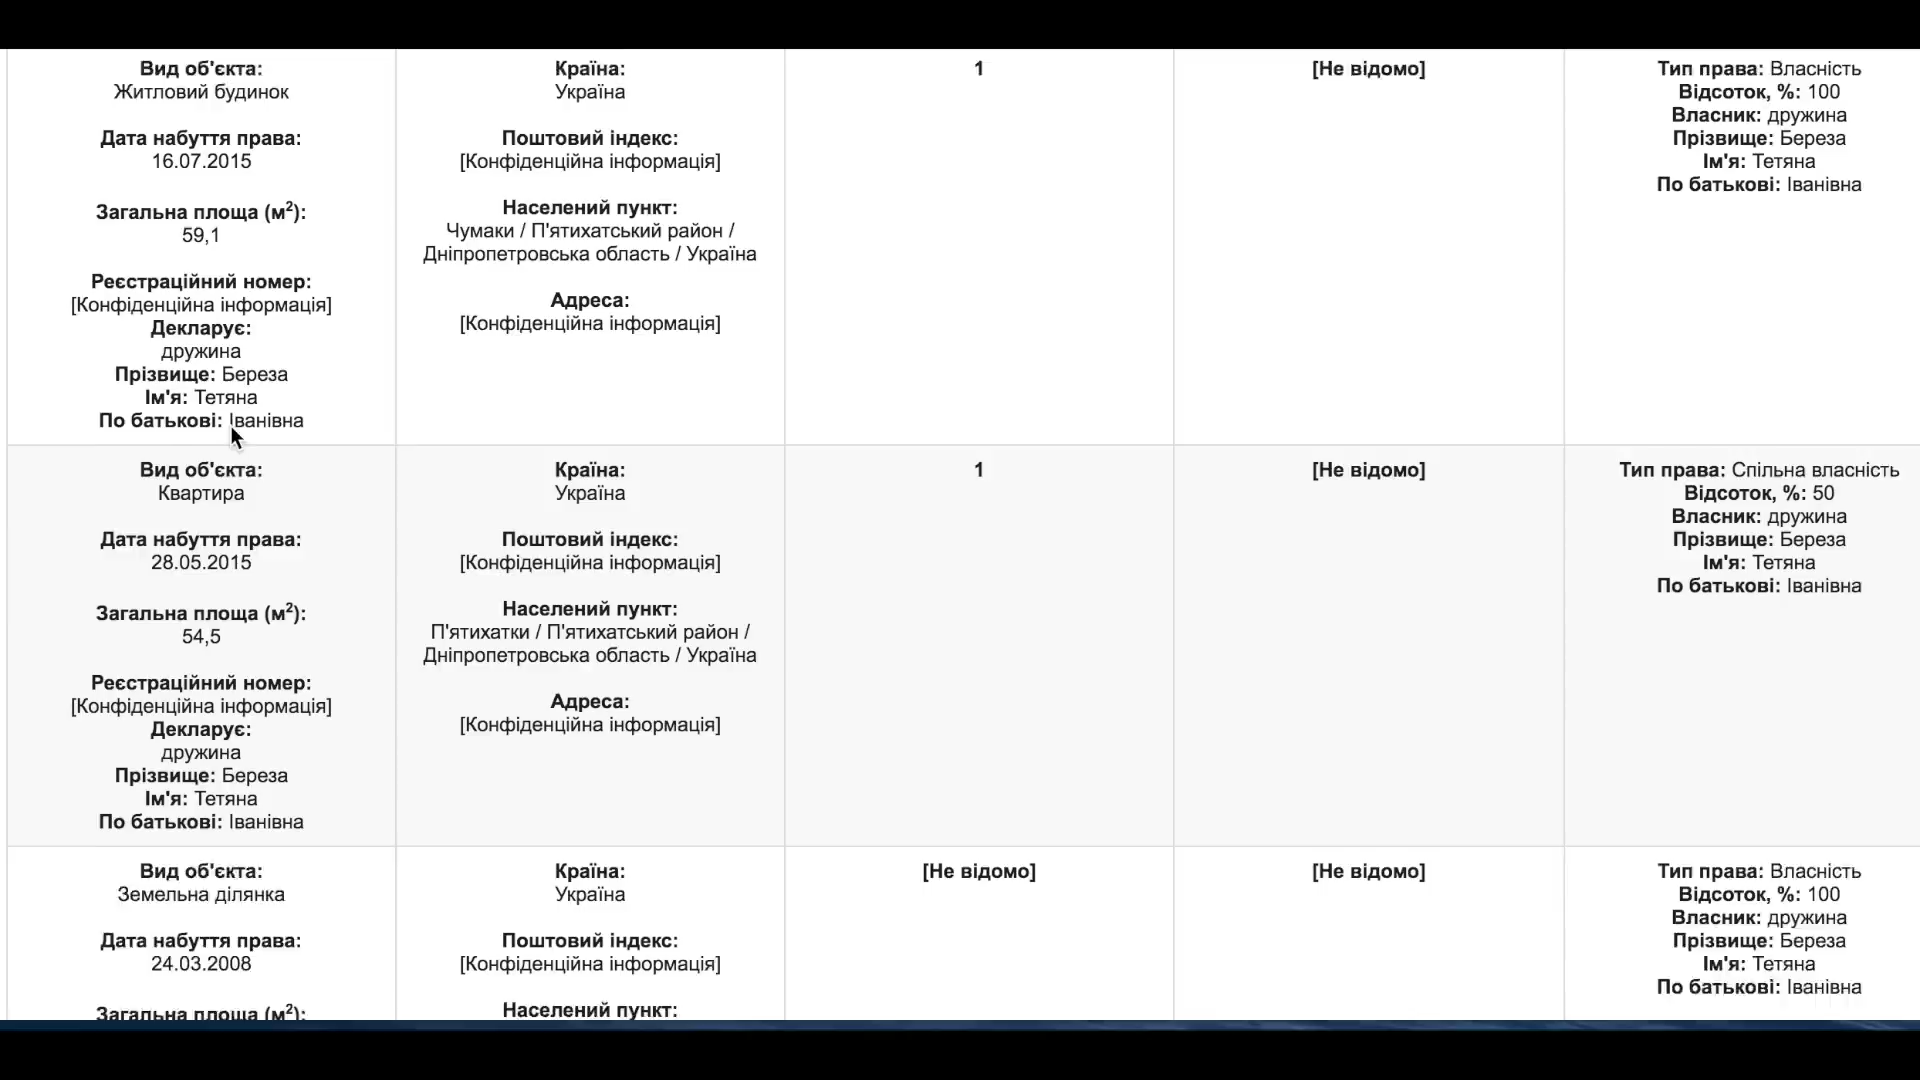 Вид об'єкта:
Житловий будинок
Дата набуття права:
16.07.2015
Загальна площа (м²):
59,1
Реєстраційний номер:
[Конфіденційна інформація]
Декларує:
дружина
Прізвище: Береза
Ім'я: Тетяна
По батькові: Іванівна
Країна:
Україна
Поштовий індекс:
[Конфіденційна інформація]
Населений пункт:
Чумаки / П'ятихатський район /
Дніпропетровська область / Україна
Адреса:
[Конфіденційна інформація]
1
[Не відомо]
Тип права: Власність
Відсоток, %: 100
Власник: дружина
Прізвище: Береза
Ім'я: Тетяна
По батькові: Іванівна
Вид об'єкта:
Квартира
Дата набуття права:
28.05.2015
Загальна площа (м²):
54,5
Реєстраційний номер:
[Конфіденційна інформація]
Декларує:
дружина
Прізвище: Береза
Ім'я: Тетяна
По батькові: Іванівна
Країна:
Україна
Поштовий індекс:
[Конфіденційна інформація]
Населений пункт:
П'ятихатки / П'ятихатський район /
Дніпропетровська область / Україна
Адреса:
[Конфіденційна інформація]
1
[Не відомо]
Тип права: Спільна власність
Відсоток, %: 50
Власник: дружина
Прізвище: Береза
Ім'я: Тетяна
По батькові: Іванівна
Вид об'єкта:
Земельна ділянка
Дата набуття права:
24.03.2008
Загальна площа (м²):
Країна:
Україна
Поштовий індекс:
[Конфіденційна інформація]
Населений пункт:
[Не відомо]
[Не відомо]
Тип права: Власність
Відсоток, %: 100
Власник: дружина
Прізвище: Береза
Ім'я: Тетяна
По батькові: Іванівна